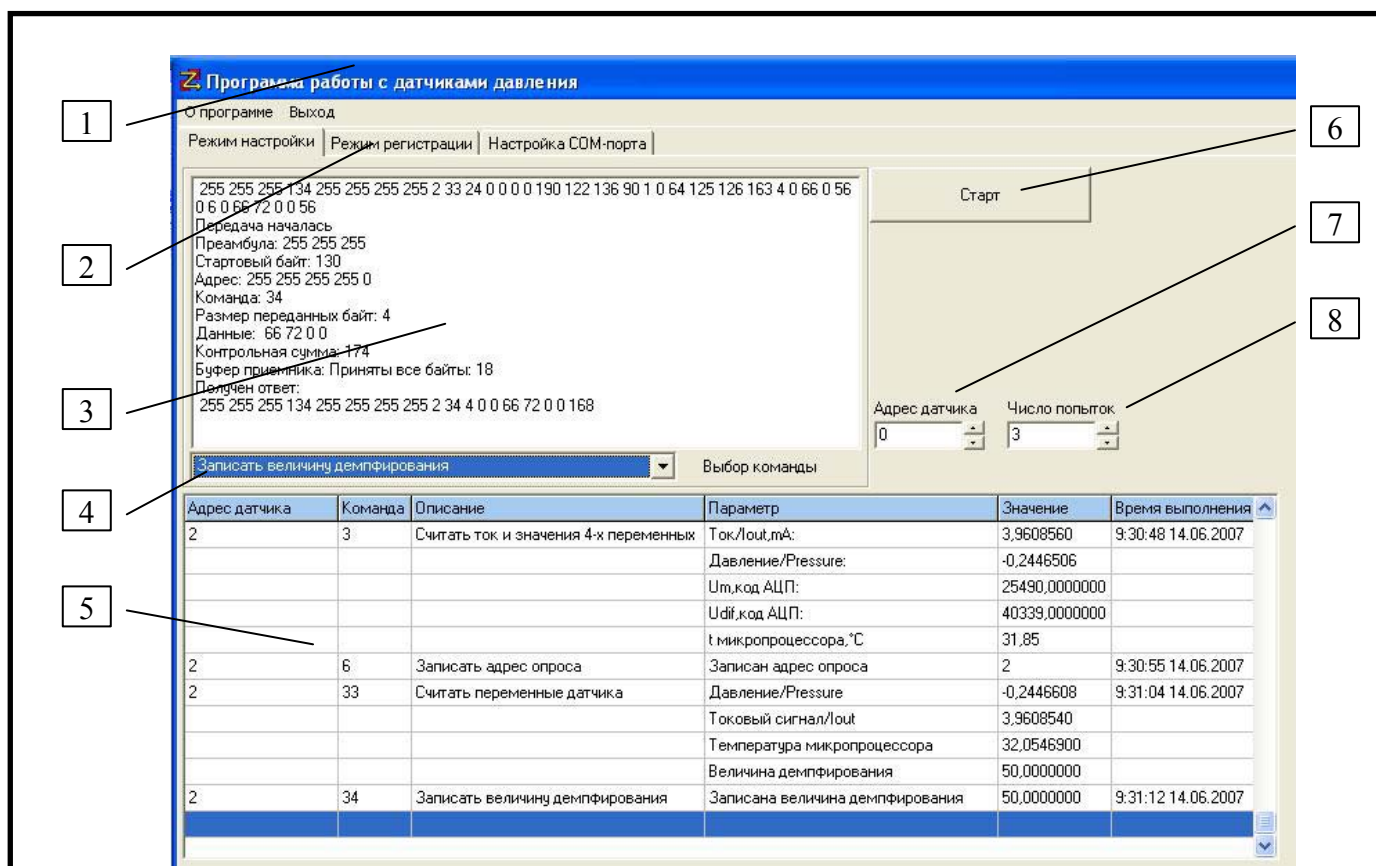 Программа работы с датчиками давления
О программе Выход
Режим настройки Режим регистрации Настройка COM-порта
255 255 255 134 255 255 255 255 2 33 24 0 0 0 0 190 122 136 90 1 0 64 125 126 163 4 0 66 0 56
0 6 0 66 72 0 0 56
Передача началась
Преамбула: 255 255 255
Стартовый байт: 130
Адрес: 255 255 255 255 0
Команда: 34
Размер переданных байт: 4
Данные: 66 72 0 0
Контрольная сумма: 174
Буфер приемника: Приняты все байты: 18
Получен ответ:
255 255 255 134 255 255 255 255 2 34 4 0 0 66 72 0 0 168
Старт
Адрес датчика Число попыток
0 3
Записать величину демпфирования Выбор команды
Адрес датчика Команда Описание Параметр Значение Время выполнения
2 3 Считать ток и значения 4-х переменных Ток/Iout,mA: 3,9608560 9:30:48 14.06.2007
Давление/Pressure: -0,2446506
Um,код АЦП: 25490,0000000
Udif,код АЦП: 40339,0000000
t микропроцессора,°C 31,85
2 6 Записать адрес опроса Записан адрес опроса 2 9:30:55 14.06.2007
2 33 Считать переменные датчика Давление/Pressure -0,2446608 9:31:04 14.06.2007
Токовый сигнал/Iout 3,9608540
Температура микропроцессора 32,0546900
Величина демпфирования 50,0000000
2 34 Записать величину демпфирования Записана величина демпфирования 50,0000000 9:31:12 14.06.2007
1
2
3
4
5
6
7
8